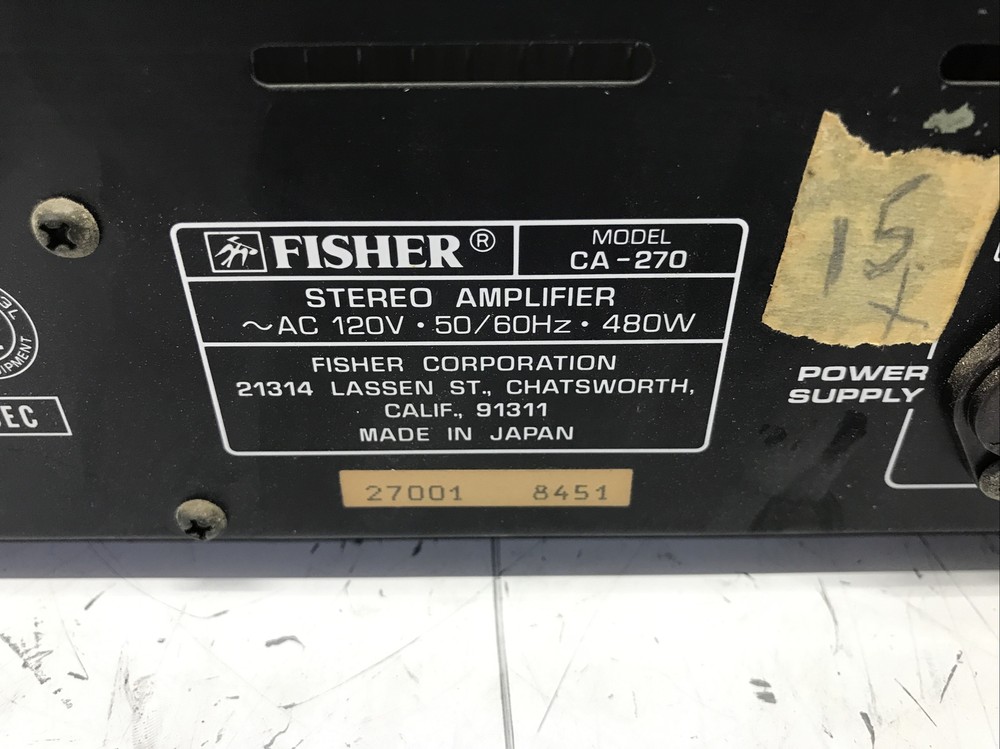 FISHER®
MODEL
CA-270
STEREO AMPLIFIER
~AC 120V · 50/60Hz · 480W
FISHER CORPORATION
21314 LASSEN ST., CHATSWORTH,
CALIF., 91311
MADE IN JAPAN
27001 8451
15
POWER
SUPPLY